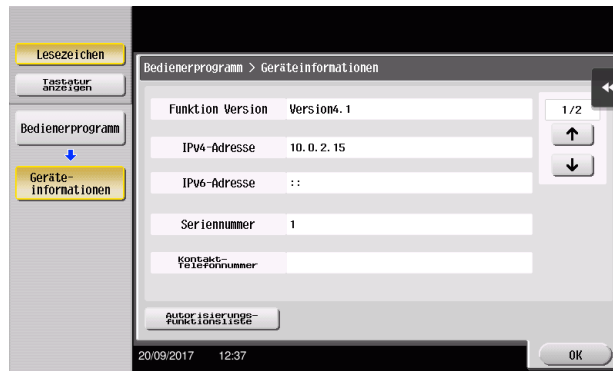 Lesezeichen
Tastatur
anzeigen
Bedienerprogramm
Geräte-
informationen
Bedienerprogramm > Geräteinformationen
Funktion Version Version4.1
1/2
IPv4-Adresse 10.0.2.15
IPv6-Adresse ::
Seriennummer 1
Kontakt-
Telefonnummer
Autorisierungs-
funktionsliste
20/09/2017 12:37
OK